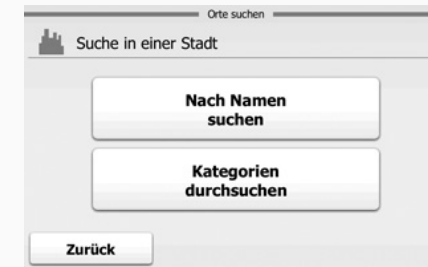 Orte suchen
Suche in einer Stadt
Nach Namen
suchen
Kategorien
durchsuchen
Zurück